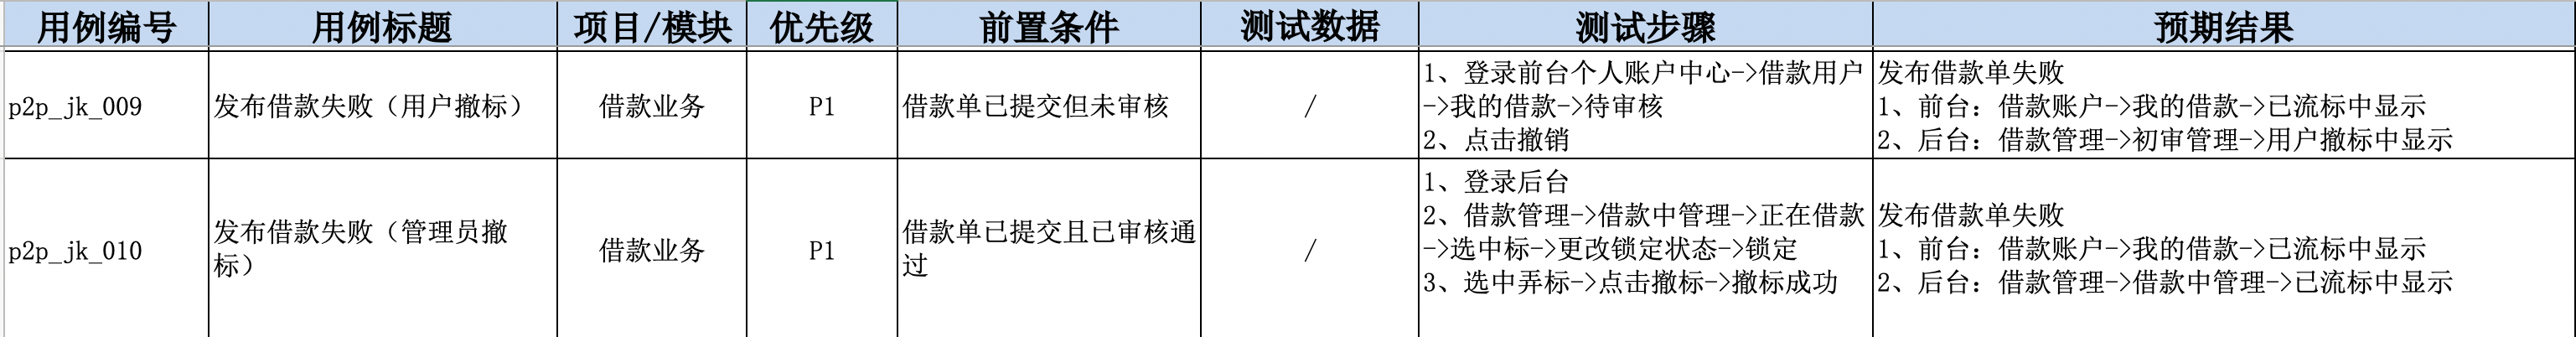 用例编号 用例标题 项目/模块 优先级 前置条件 测试数据 测试步骤 预期结果
p2p_jk_009 发布借款失败（用户撤标） 借款业务 P1 借款单已提交但未审核 /
1、登录前台个人账户中心->借款用户
->我的借款->待审核
2、点击撤销
发布借款单失败
1、前台：借款账户->我的借款->已流标中显示
2、后台：借款管理->初审管理->用户撤标中显示
p2p_jk_010
发布借款失败（管理员撤
标）
借款业务
P1
借款单已提交且已审核通
过
/
1、登录后台
2、借款管理->借款中管理->正在借款
->选中标->更改锁定状态->锁定
3、选中弄标->点击撤标->撤标成功
发布借款单失败
1、前台：借款账户->我的借款->已流标中显示
2、后台：借款管理->借款中管理->已流标中显示